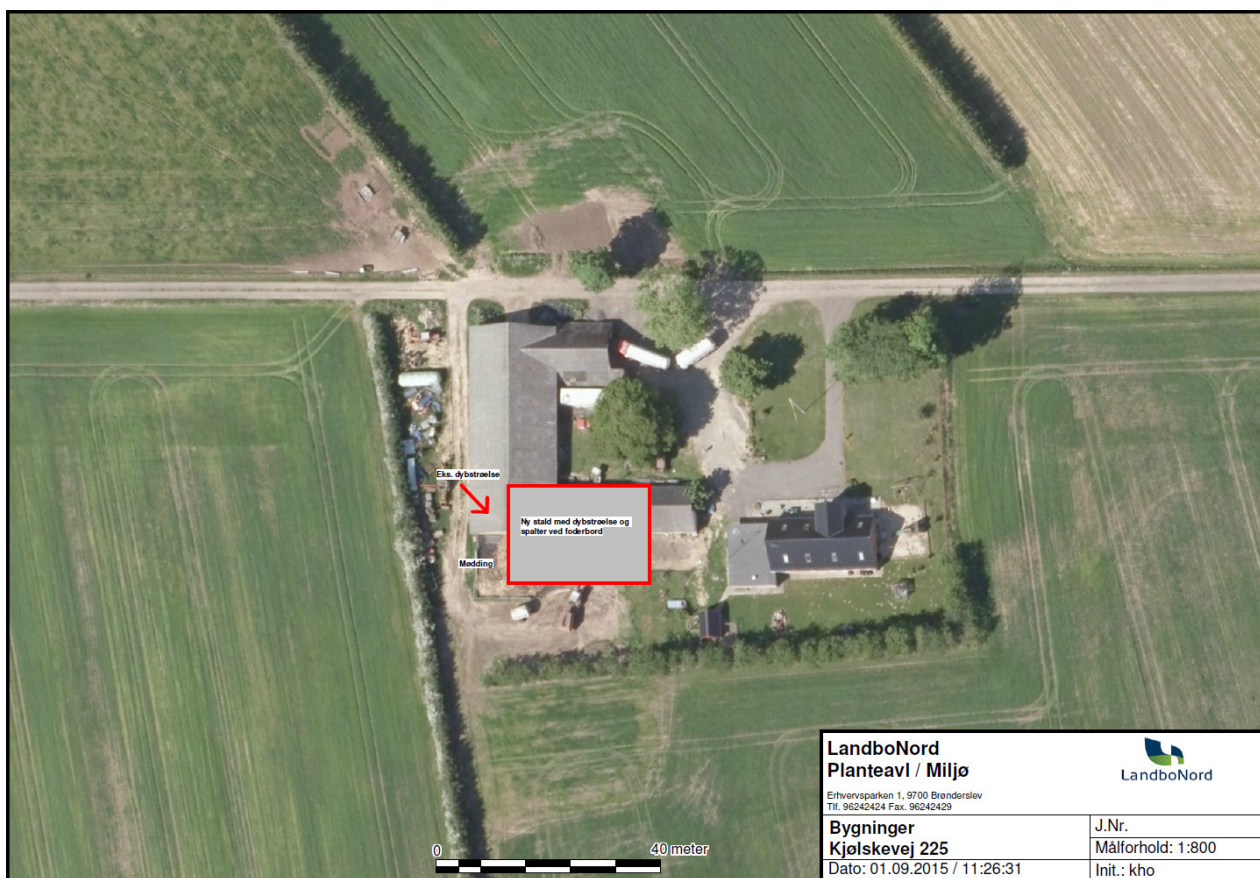 Eks. dybstrøelse
Ny stald med dybstrøelse og
spalter ved foderbord
Mødding
0
40 meter
LandboNord
Planteavl / Miljø
LandboNord
Erhvervsparken 1, 9700 Brønderslev
Tlf. 96242424 Fax. 96242429
Bygninger
J.Nr.
Kjølskevej 225
Målforhold: 1:800
Dato: 01.09.2015 / 11:26:31
Init.: kho